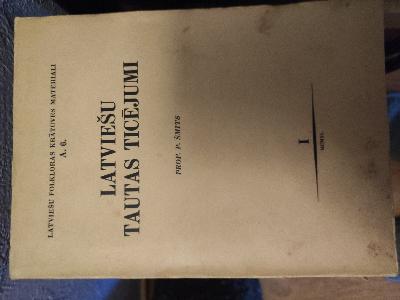 LATVIEŠU FOLKLORAS KRĀTUVES MATERIALI
A. 6.
LATVIEŠU
TAUTAS TICĒJUMI
PROF. P. ŠMITS
I